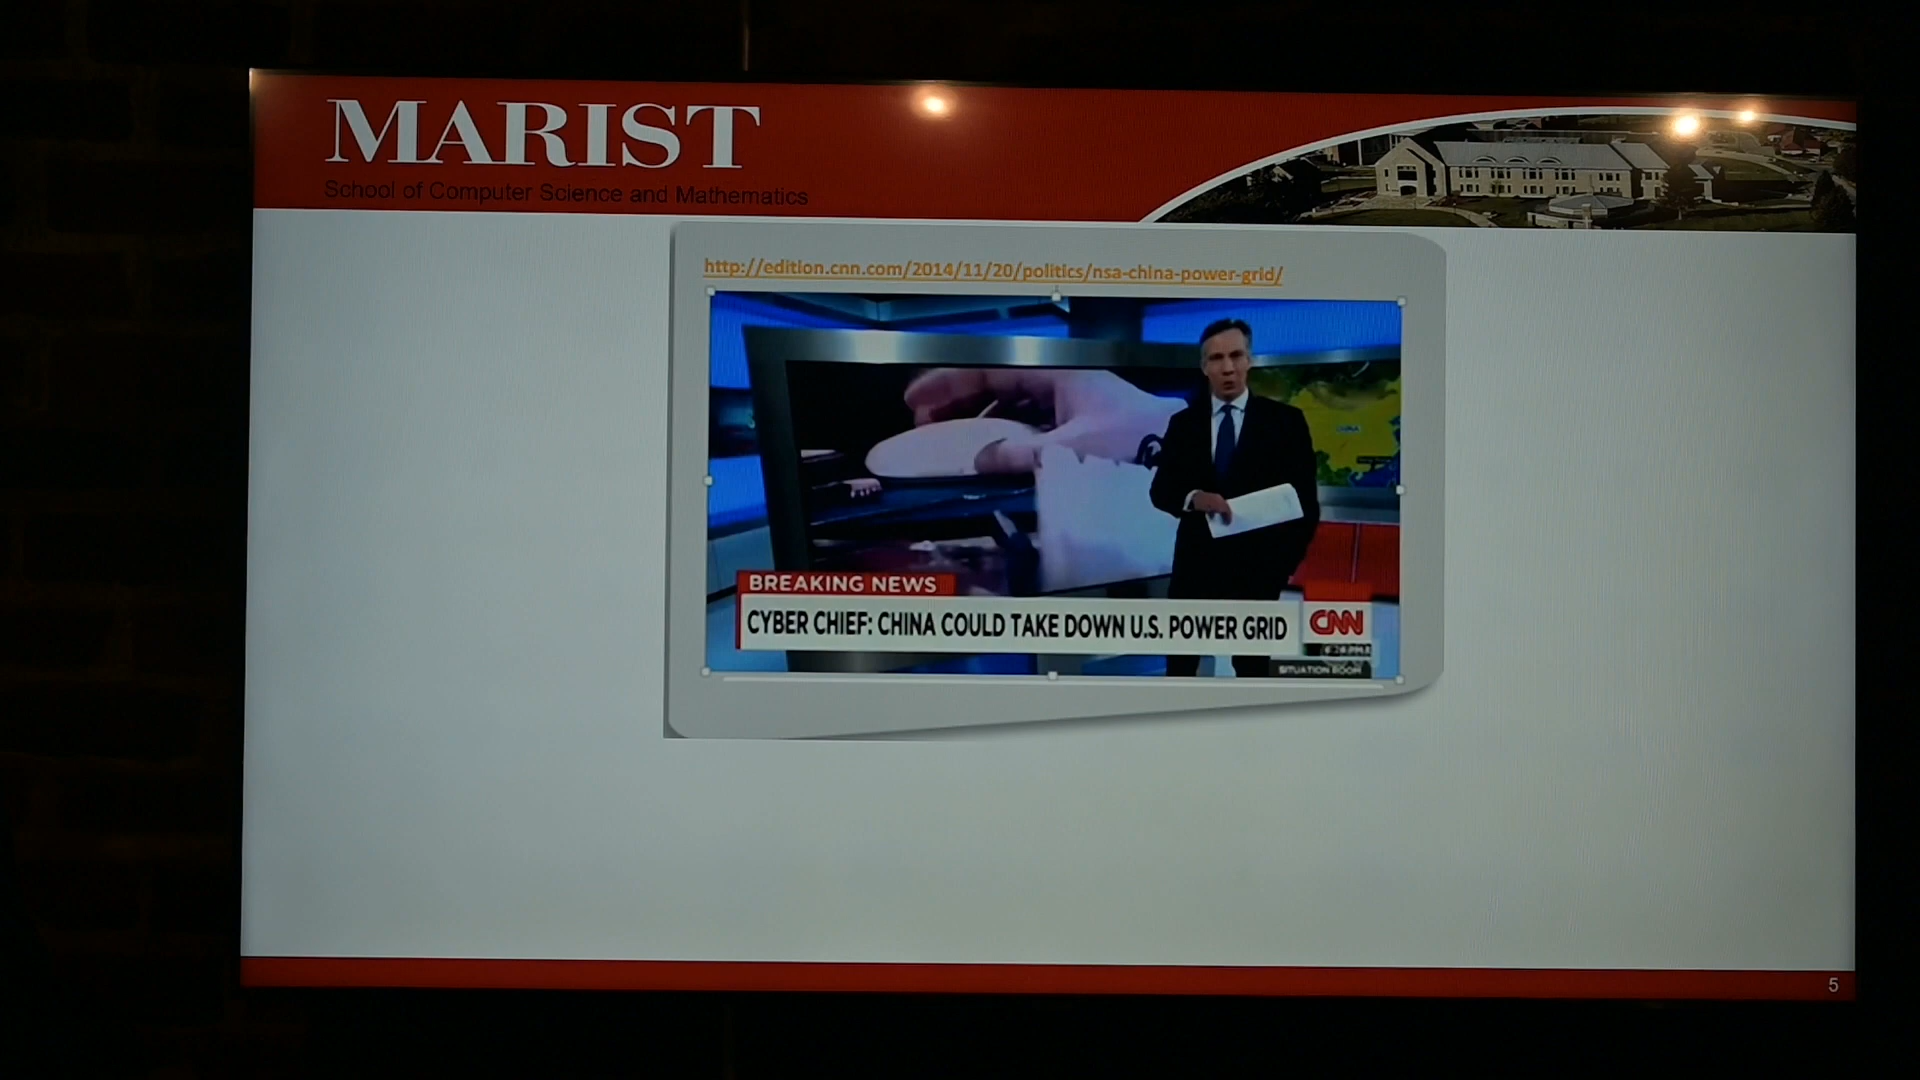 MARIST
School of Computer Science and Mathematics
http://edition.cnn.com/2014/11/20/politics/nsa-china-power-grid/
CHINA
BREAKING NEWS
CYBER CHIEF: CHINA COULD TAKE DOWN U.S. POWER GRID
CNN
SITUATION ROOM
5